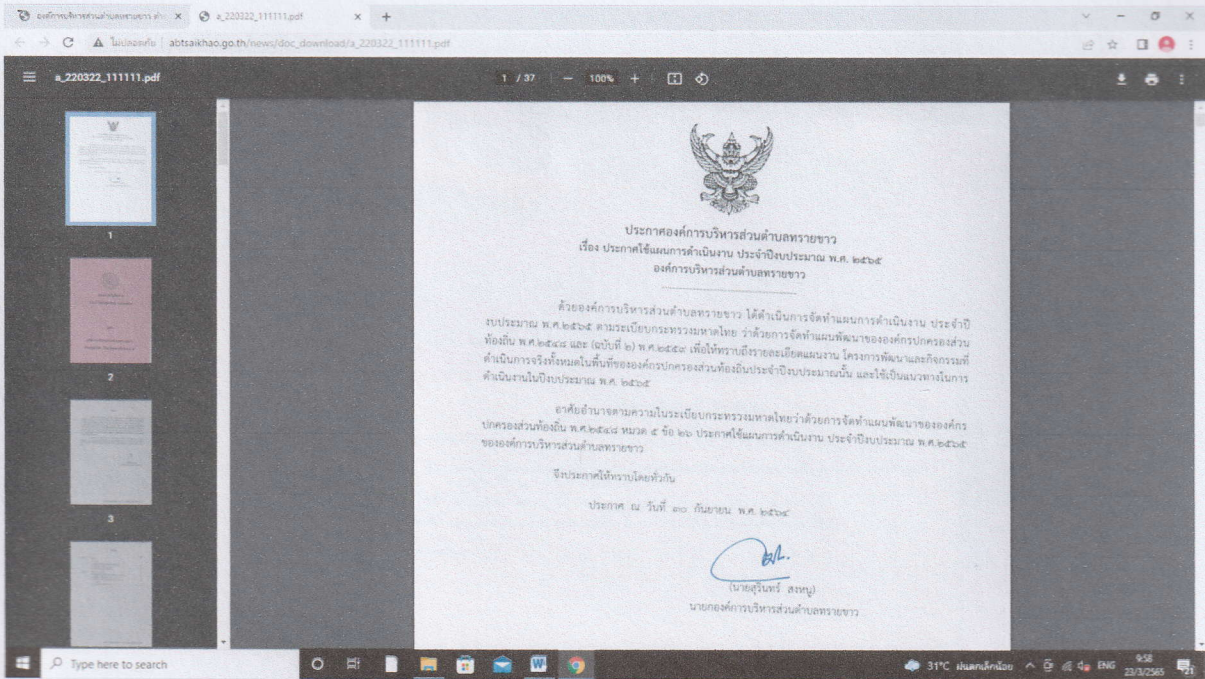 a_220322_111111.pdf
ไม่ปลอดภัย | abtsaikhao.go.th/news/doc_download/a_220322_111111.pdf
a_220322_111111.pdf
1 / 37
100%
1
2
3
ประกาศองค์การบริหารส่วนตำบลทรายขาว
เรื่อง ประกาศใช้แผนการดำเนินงาน ประจำปีงบประมาณ พ.ศ. ๒๕๖๕
องค์การบริหารส่วนตำบลทรายขาว
ด้วยองค์การบริหารส่วนตำบลทรายขาว ได้ดำเนินการจัดทำแผนการดำเนินงาน ประจำปี
งบประมาณ พ.ศ.๒๕๖๕ ตามระเบียบกระทรวงมหาดไทย ว่าด้วยการจัดทำแผนพัฒนาขององค์กรปกครองส่วน
ท้องถิ่น พ.ศ.๒๕๔๘ และ (ฉบับที่ ๒) พ.ศ.๒๕๕๙ เพื่อให้ทราบถึงรายละเอียดแผนงาน โครงการพัฒนาและกิจกรรมที่
ดำเนินการจริงทั้งหมดในพื้นที่ขององค์กรปกครองส่วนท้องถิ่นประจำปีงบประมาณนั้น และใช้เป็นแนวทางในการ
ดำเนินงานในปีงบประมาณ พ.ศ. ๒๕๖๕
อาศัยอำนาจตามความในระเบียบกระทรวงมหาดไทยว่าด้วยการจัดทำแผนพัฒนาขององค์กร
ปกครองส่วนท้องถิ่น พ.ศ.๒๕๔๘ หมวด ๕ ข้อ ๒๖ ประกาศใช้แผนการดำเนินงาน ประจำปีงบประมาณ พ.ศ.๒๕๖๕
ขององค์การบริหารส่วนตำบลทรายขาว
จึงประกาศให้ทราบโดยทั่วกัน
ประกาศ ณ วันที่ ๓๐ กันยายน พ.ศ. ๒๕๖๔
(นายสุรินทร์ สงหนู)
นายกองค์การบริหารส่วนตำบลทรายขาว
Type here to search
31°C ฝนตกเล็กน้อย
ENG
9:58
23/3/2565
21